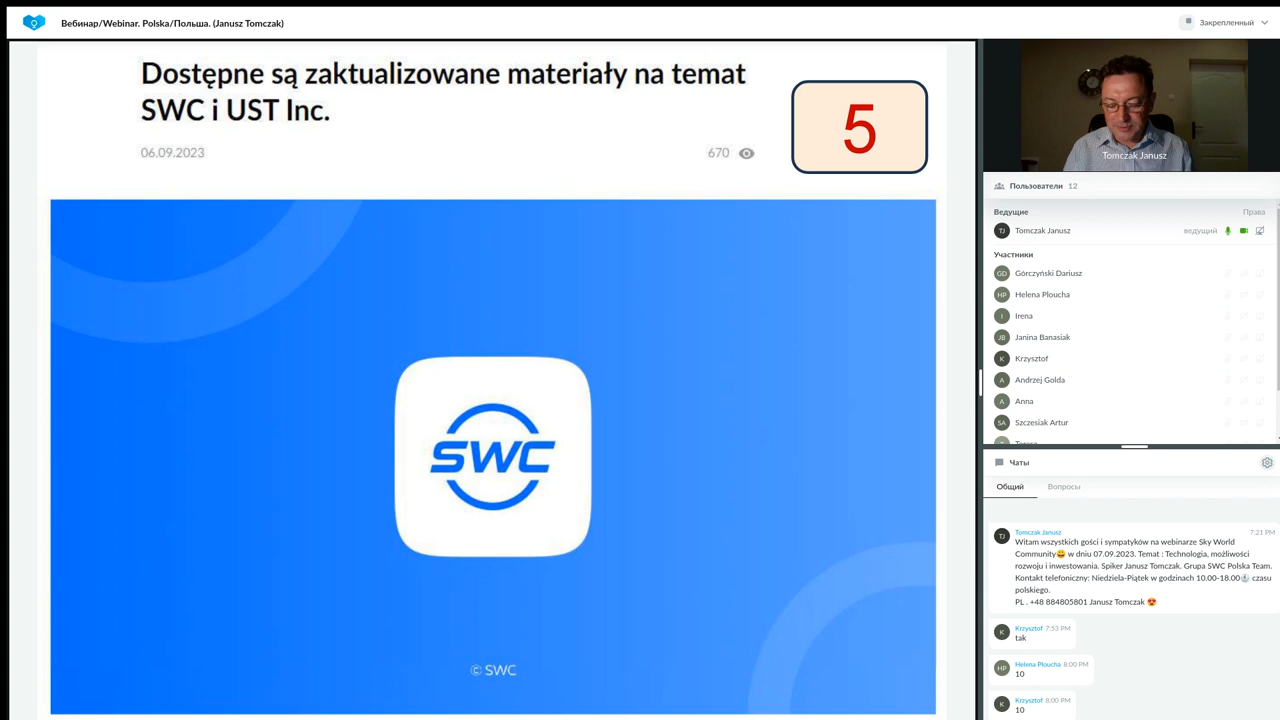 Вебинар/Webinar. Polska/Польша. (Janusz Tomczak)
Закрепленный
Dostępne są zaktualizowane materiały na temat
SWC i UST Inc.
06.09.2023
670
5
SWC
© SWC
Tomczak Janusz
Пользователи 12
Ведущие
Права
TJ Tomczak Janusz ведущий
Участники
GD Górczyński Dariusz
HP Helena Ploucha
I Irena
JB Janina Banasiak
K Krzysztof
A Andrzej Golda
A Anna
SA Szczesiak Artur
Чаты
Общий Вопросы
TJ Tomczak Janusz 7:21 PM
Witam wszystkich gości i sympatyków na webinarze Sky World
Community😀 w dniu 07.09.2023. Temat : Technologia, możliwości
rozwoju i inwestowania. Spiker Janusz Tomczak. Grupa SWC Polska Team.
Kontakt telefoniczny: Niedziela-Piątek w godzinach 10.00-18.00 czasu
polskiego.
PL . +48 884805801 Janusz Tomczak 😍
K Krzysztof 7:53 PM
tak
HP Helena Ploucha 8:00 PM
10
K Krzysztof 8:00 PM
10